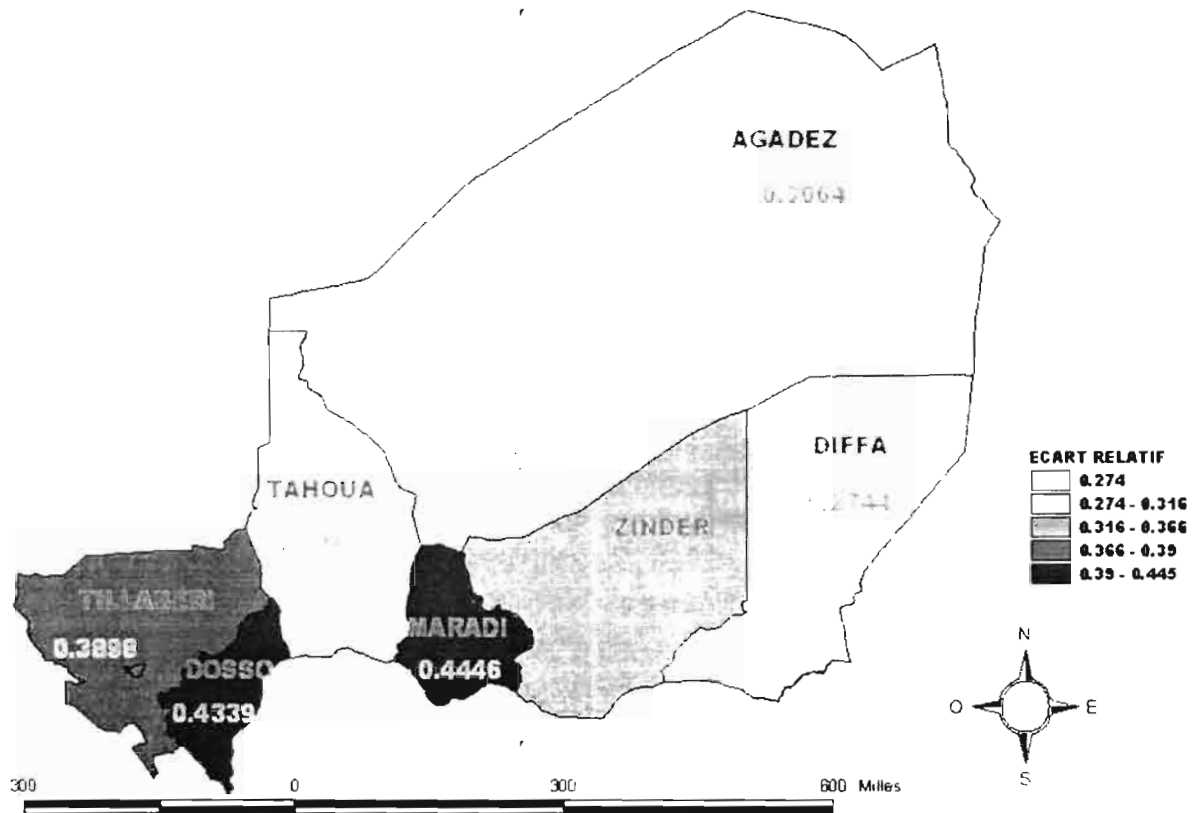 AGADEZ
DIFFA
TAHOUA
ZINDER
TILLABERI
0.3898
DOSSO
0.4339
MARADI
0.4446
ECART RELATIF
0.274
0.274 - 0.316
0.316 - 0.366
0.366 - 0.39
0.39 - 0.445
N
O
E
S
300
0
300
600 Milles